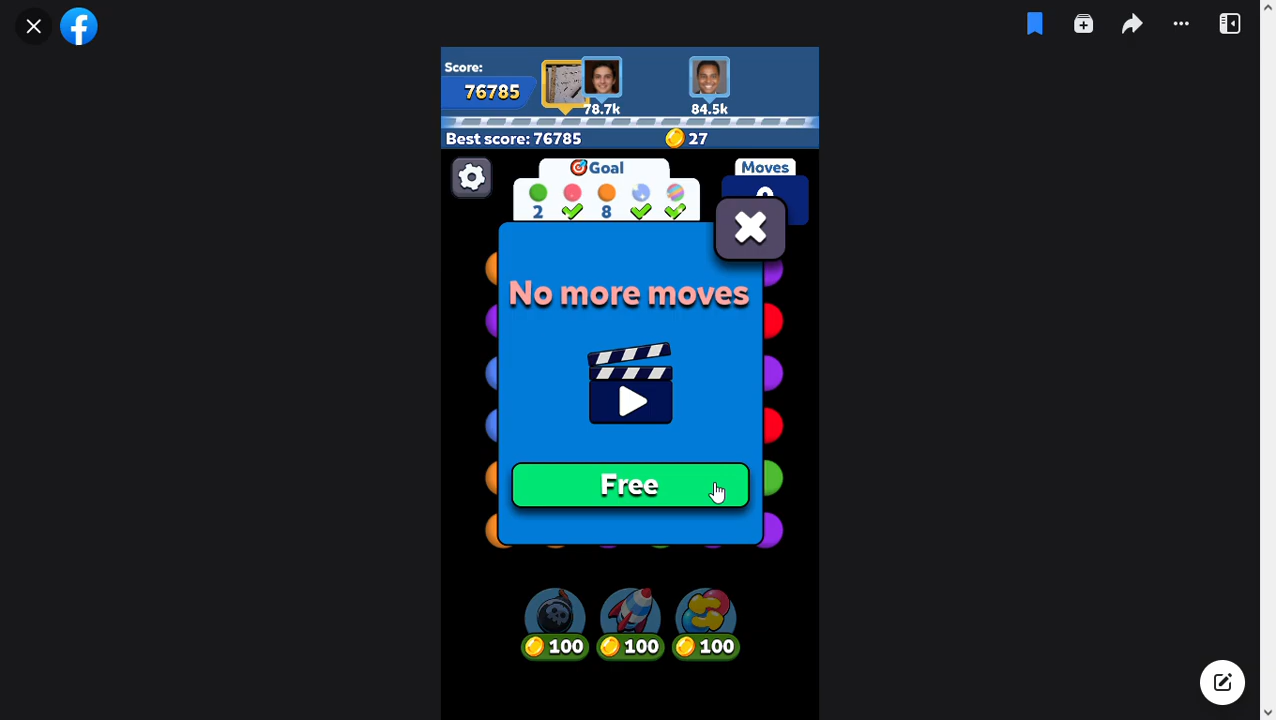 Score:
76785
78.7k
84.5k
Best score: 76785
27
Goal
Moves
2
8
No more moves
Free
100
100
100